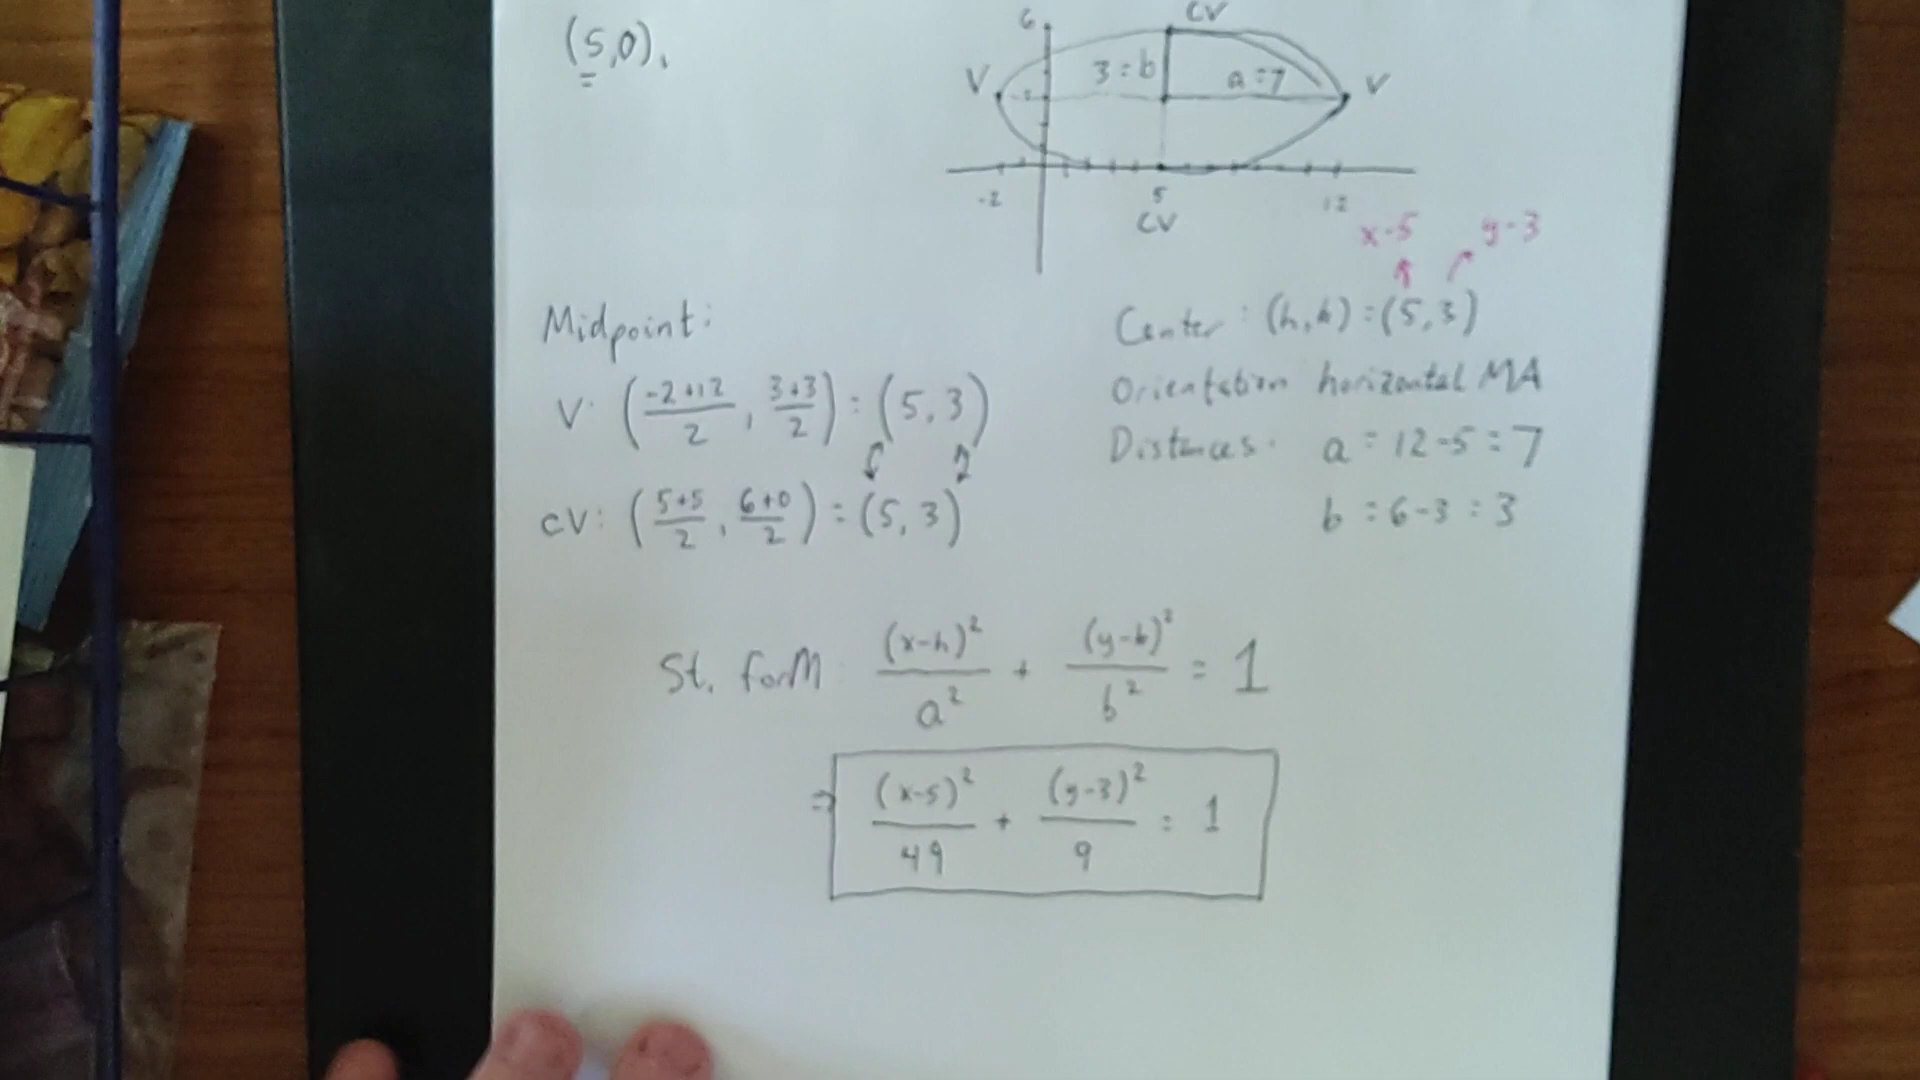 (5,0),
6
CV
V 3 = b a = 7 V
-2 5 12
CV
x-5 y-3
Midpoint:
V: (-2+12/2, 3+3/2) = (5,3)
CV: (5+5/2, 6+0/2) = (5,3)
Center: (h,k) = (5,3)
Orientation horizontal MA
Distances: a = 12-5 = 7
b = 6-3 = 3
St. forM: (x-h)²/a² + (y-k)²/b² = 1
⇒ (x-5)²/49 + (y-3)²/9 = 1